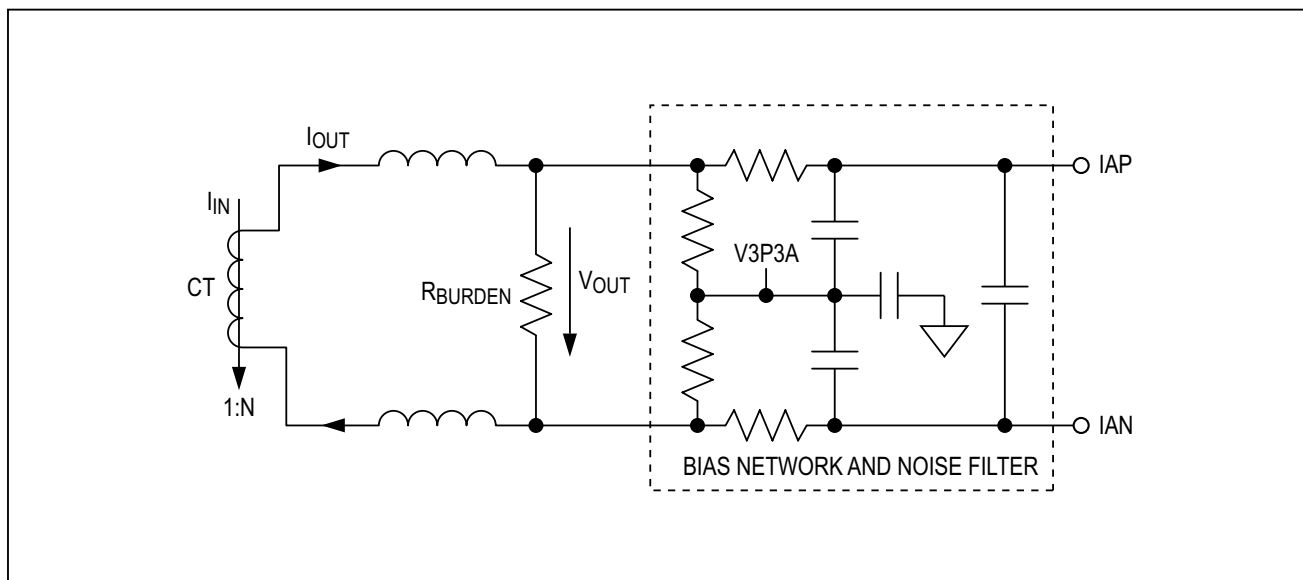 IOUT
IAP
IIN
V3P3A
CT
RBURDEN
VOUT
1:N
IAN
BIAS NETWORK AND NOISE FILTER